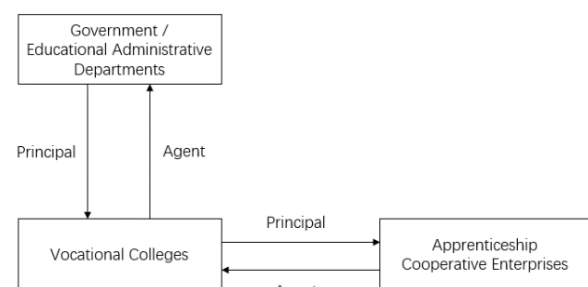 Government /
Educational Administrative
Departments
Principal
Agent
Principal
Vocational Colleges
Apprenticeship
Cooperative Enterprises